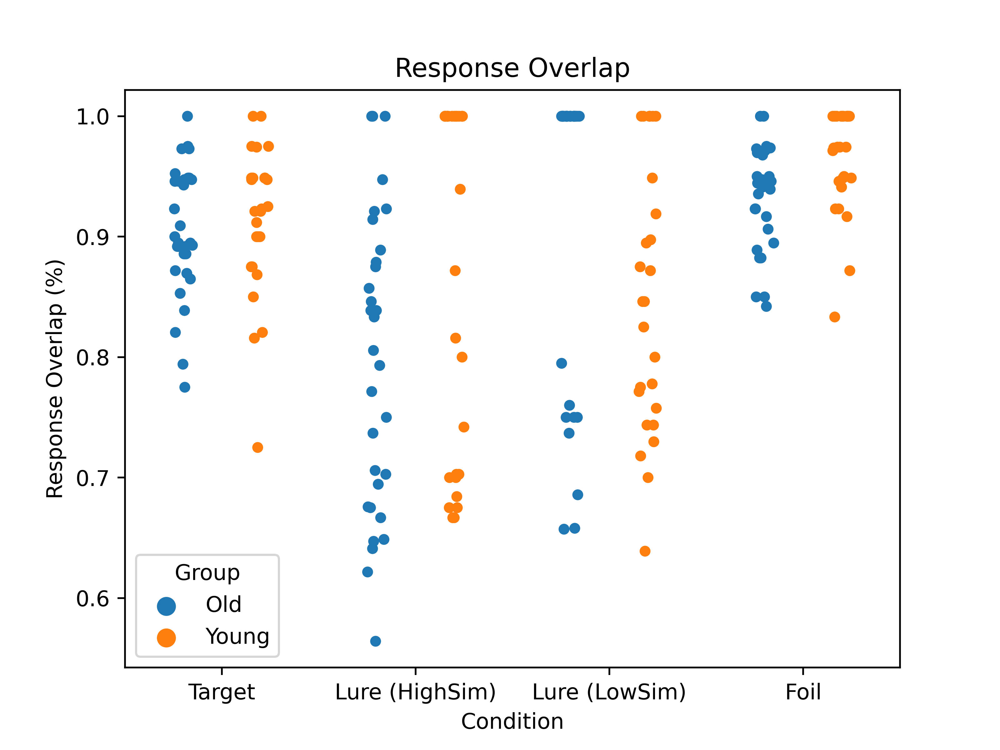 Response Overlap
Response Overlap (%)
1.0
0.9
0.8
0.7
0.6
Group
Old
Young
Target
Lure (HighSim)
Lure (LowSim)
Foil
Condition